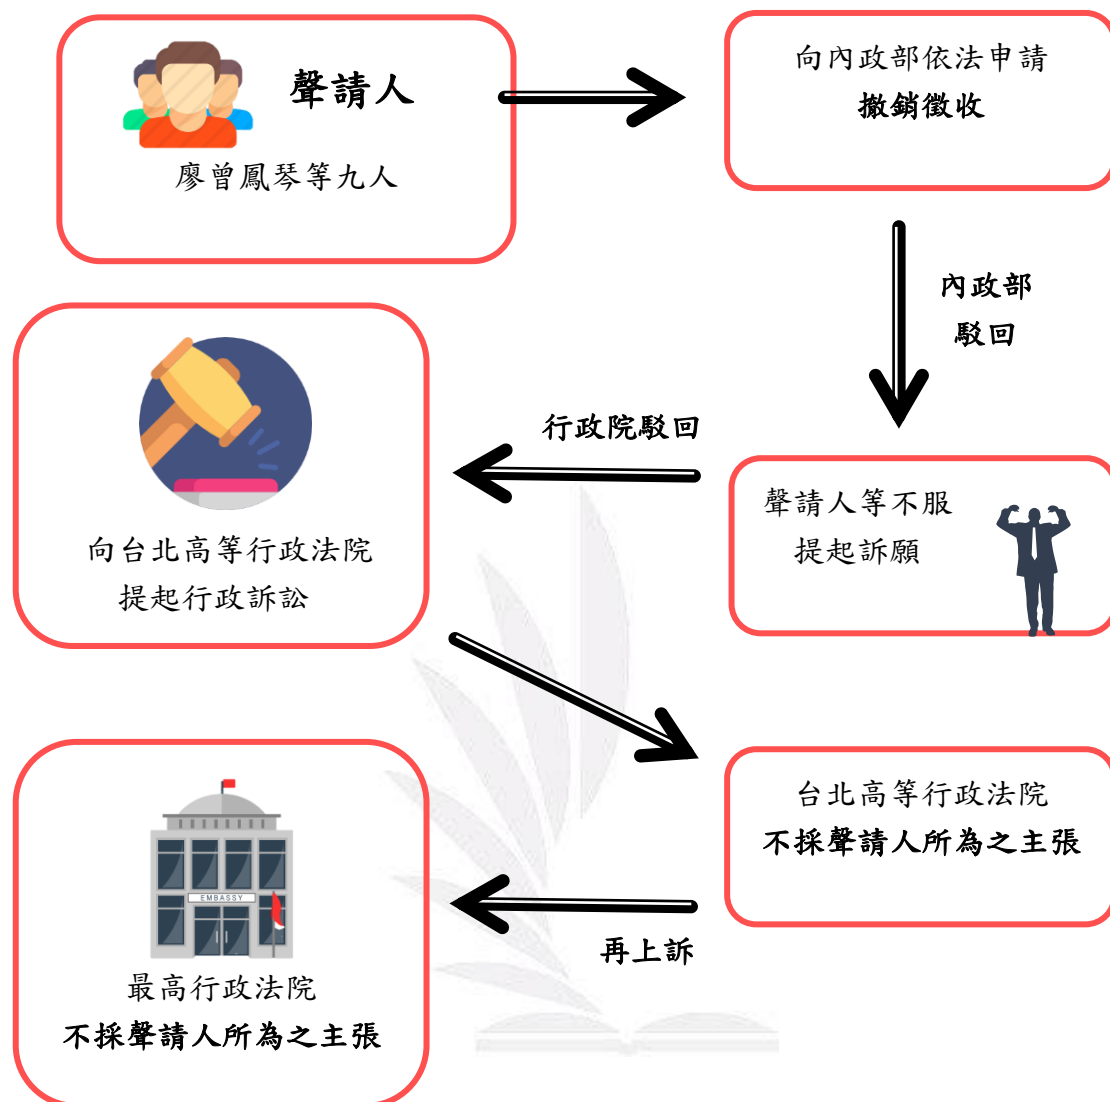 聲請人
廖曾鳳琴等九人
向內政部依法申請
撤銷徵收
內政部
駁回
聲請人等不服
提起訴願
行政院駁回
向台北高等行政法院
提起行政訴訟
台北高等行政法院
不採聲請人所為之主張
再上訴
EMBASSY
最高行政法院
不採聲請人所為之主張